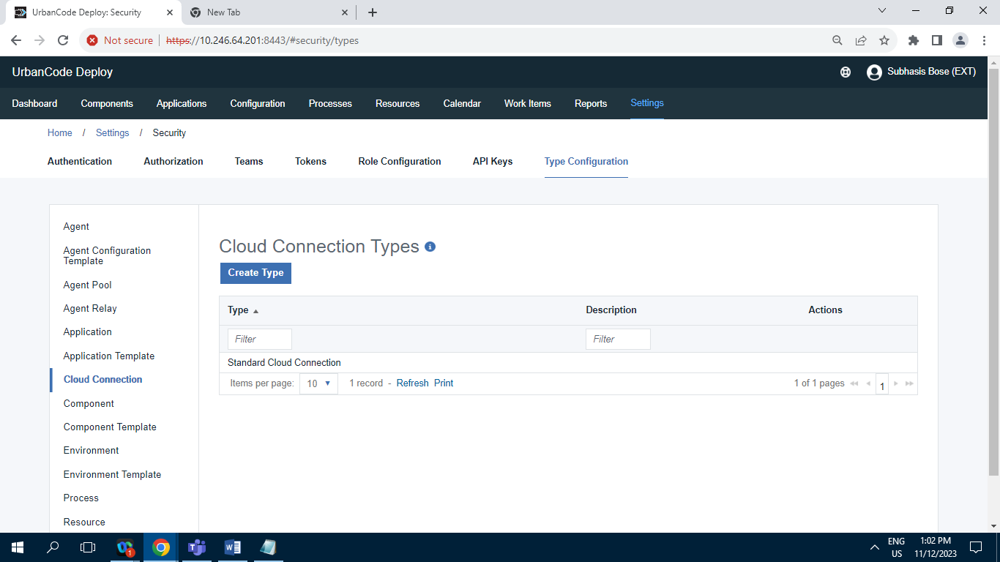 UrbanCode Deploy: Security
New Tab
Not secure https://10.246.64.201:8443/#security/types
UrbanCode Deploy
Subhasis Bose (EXT)
Dashboard Components Applications Configuration Processes Resources Calendar Work Items Reports Settings
Home / Settings / Security
Authentication Authorization Teams Tokens Role Configuration API Keys Type Configuration
Agent
Agent Configuration
Template
Agent Pool
Agent Relay
Application
Application Template
Cloud Connection
Component
Component Template
Environment
Environment Template
Process
Resource
Cloud Connection Types
Create Type
Type Description Actions
Filter Filter
Standard Cloud Connection
Items per page: 10 1 record - Refresh Print 1 of 1 pages 1
1
ENG 1:02 PM
US 11/12/2023